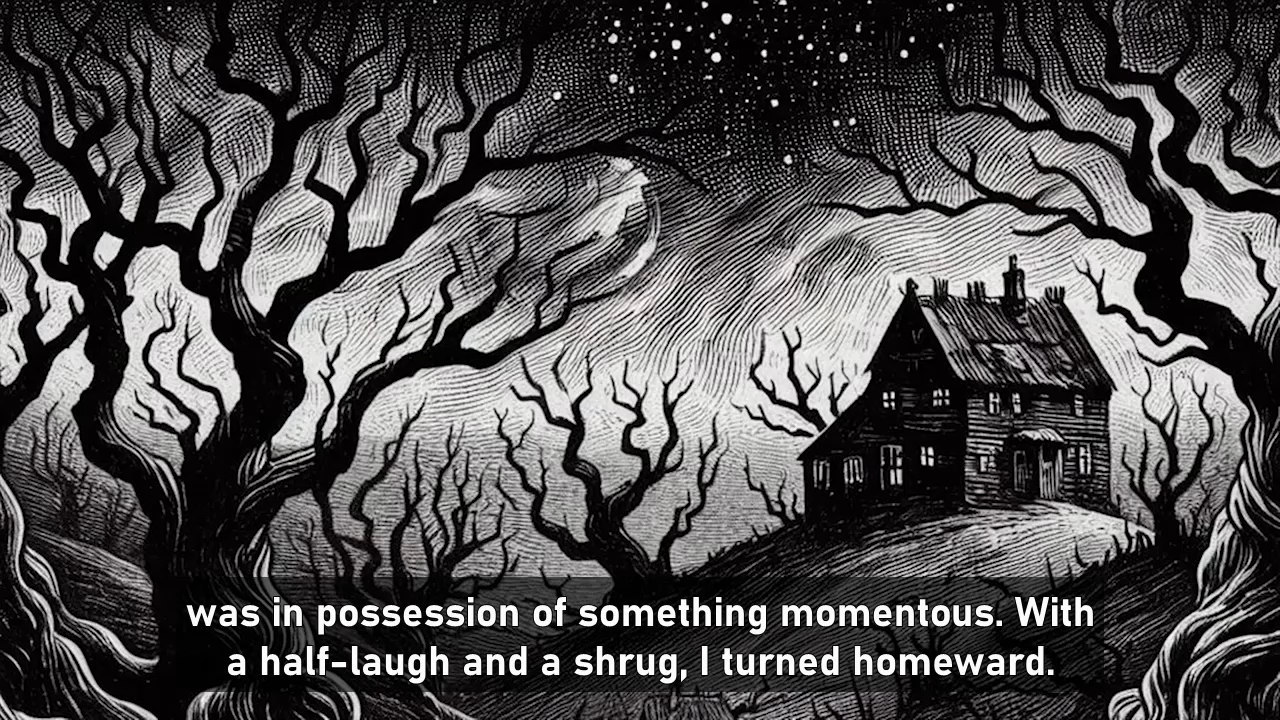 was in possession of something momentous. With
a half-laugh and a shrug, I turned homeward.